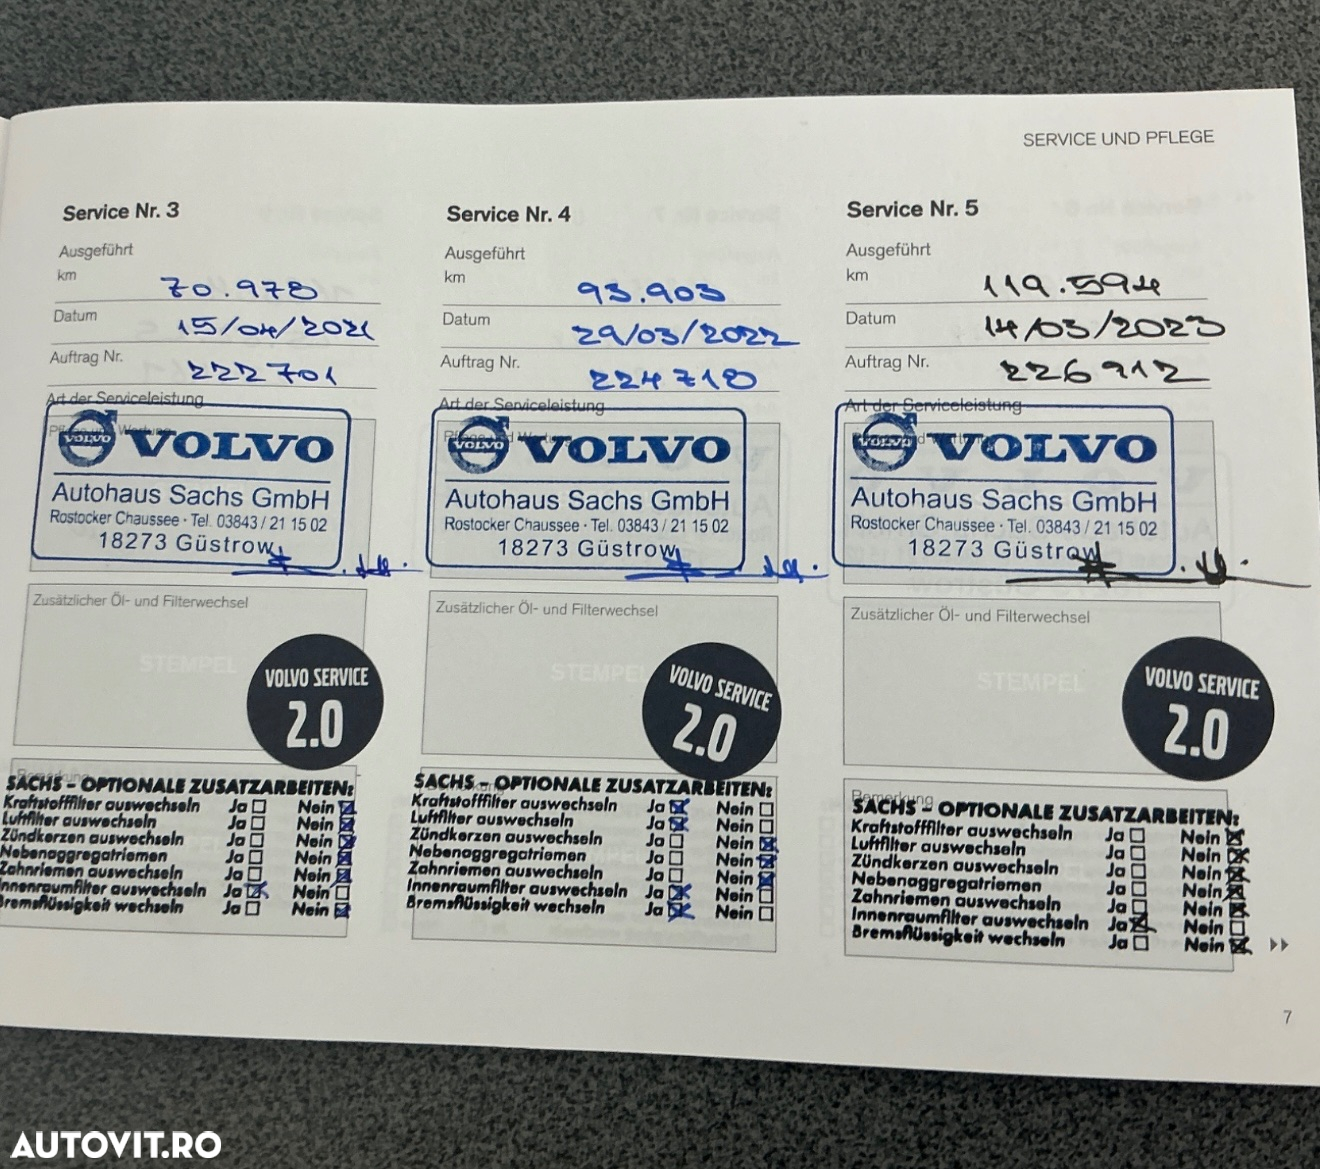 SERVICE UND PFLEGE
Service Nr. 3
Ausgeführt
km 70.978
Datum 15/04/2021
Auftrag Nr. 222701
Art der Serviceleistung
VOLVO VOLVO
Autohaus Sachs GmbH
Rostocker Chaussee · Tel. 03843 / 21 15 02
18273 Güstrow
Zusätzlicher Öl- und Filterwechsel
STEMPEL
VOLVO SERVICE
2.0
SACHS – OPTIONALE ZUSATZARBEITEN:
Kraftstofffilter auswechseln Ja ☐ Nein ☒
Luftfilter auswechseln Ja ☐ Nein ☒
Zündkerzen auswechseln Ja ☐ Nein ☒
Nebenaggregatriemen Ja ☐ Nein ☒
Zahnriemen auswechseln Ja ☐ Nein ☒
Innenraumfilter auswechseln Ja ☒ Nein ☐
Bremsflüssigkeit wechseln Ja ☐ Nein ☒
Service Nr. 4
Ausgeführt
km 93.903
Datum 29/03/2022
Auftrag Nr. 224718
Art der Serviceleistung
VOLVO VOLVO
Autohaus Sachs GmbH
Rostocker Chaussee · Tel. 03843 / 21 15 02
18273 Güstrow
Zusätzlicher Öl- und Filterwechsel
STEMPEL
VOLVO SERVICE
2.0
SACHS – OPTIONALE ZUSATZARBEITEN:
Kraftstofffilter auswechseln Ja ☒ Nein ☐
Luftfilter auswechseln Ja ☒ Nein ☐
Zündkerzen auswechseln Ja ☐ Nein ☒
Nebenaggregatriemen Ja ☐ Nein ☒
Zahnriemen auswechseln Ja ☐ Nein ☒
Innenraumfilter auswechseln Ja ☒ Nein ☐
Bremsflüssigkeit wechseln Ja ☒ Nein ☐
Service Nr. 5
Ausgeführt
km 119.594
Datum 14/03/2023
Auftrag Nr. 226912
Art der Serviceleistung
VOLVO VOLVO
Autohaus Sachs GmbH
Rostocker Chaussee · Tel. 03843 / 21 15 02
18273 Güstrow
Zusätzlicher Öl- und Filterwechsel
STEMPEL
VOLVO SERVICE
2.0
Bemerkung
SACHS – OPTIONALE ZUSATZARBEITEN:
Kraftstofffilter auswechseln Ja ☐ Nein ☒
Luftfilter auswechseln Ja ☐ Nein ☒
Zündkerzen auswechseln Ja ☐ Nein ☒
Nebenaggregatriemen Ja ☐ Nein ☒
Zahnriemen auswechseln Ja ☐ Nein ☒
Innenraumfilter auswechseln Ja ☒ Nein ☐
Bremsflüssigkeit wechseln Ja ☐ Nein ☒
7
AUTOVIT.RO